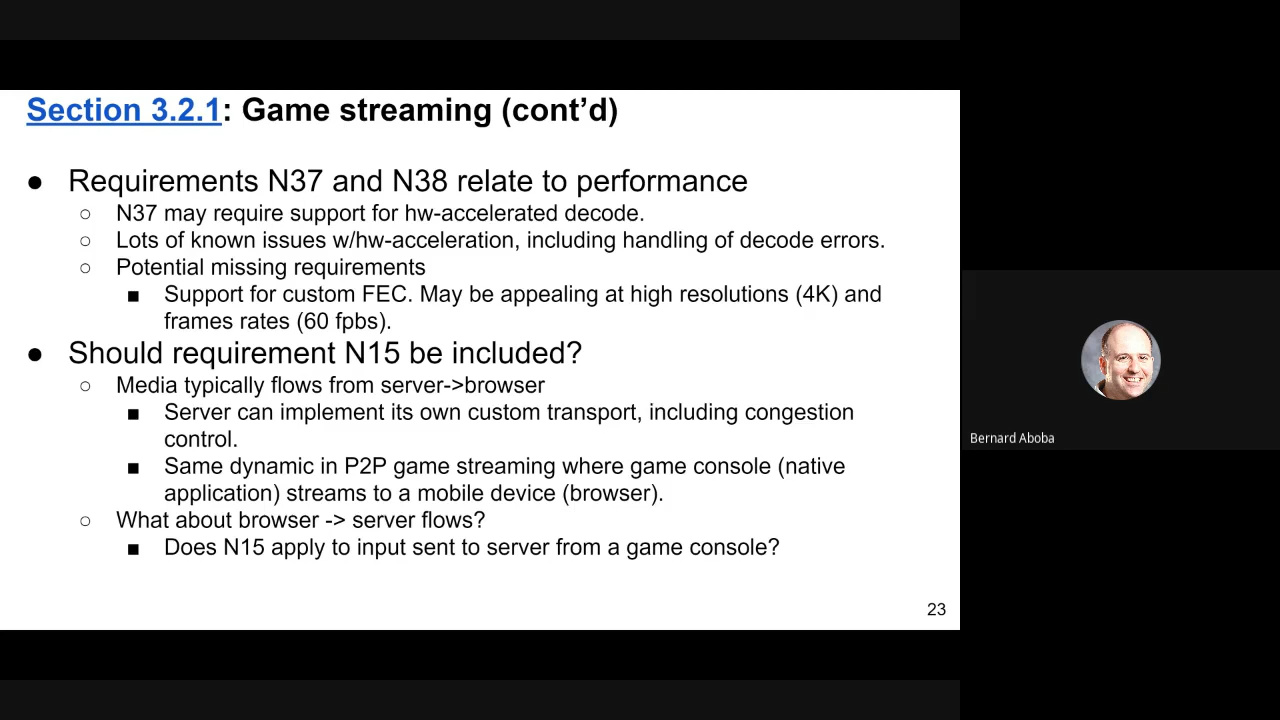 Section 3.2.1: Game streaming (cont’d)
● Requirements N37 and N38 relate to performance
○ N37 may require support for hw-accelerated decode.
○ Lots of known issues w/hw-acceleration, including handling of decode errors.
○ Potential missing requirements
■ Support for custom FEC. May be appealing at high resolutions (4K) and
frames rates (60 fpbs).
● Should requirement N15 be included?
○ Media typically flows from server->browser
■ Server can implement its own custom transport, including congestion
control.
■ Same dynamic in P2P game streaming where game console (native
application) streams to a mobile device (browser).
○ What about browser -> server flows?
■ Does N15 apply to input sent to server from a game console?
23
Bernard Aboba